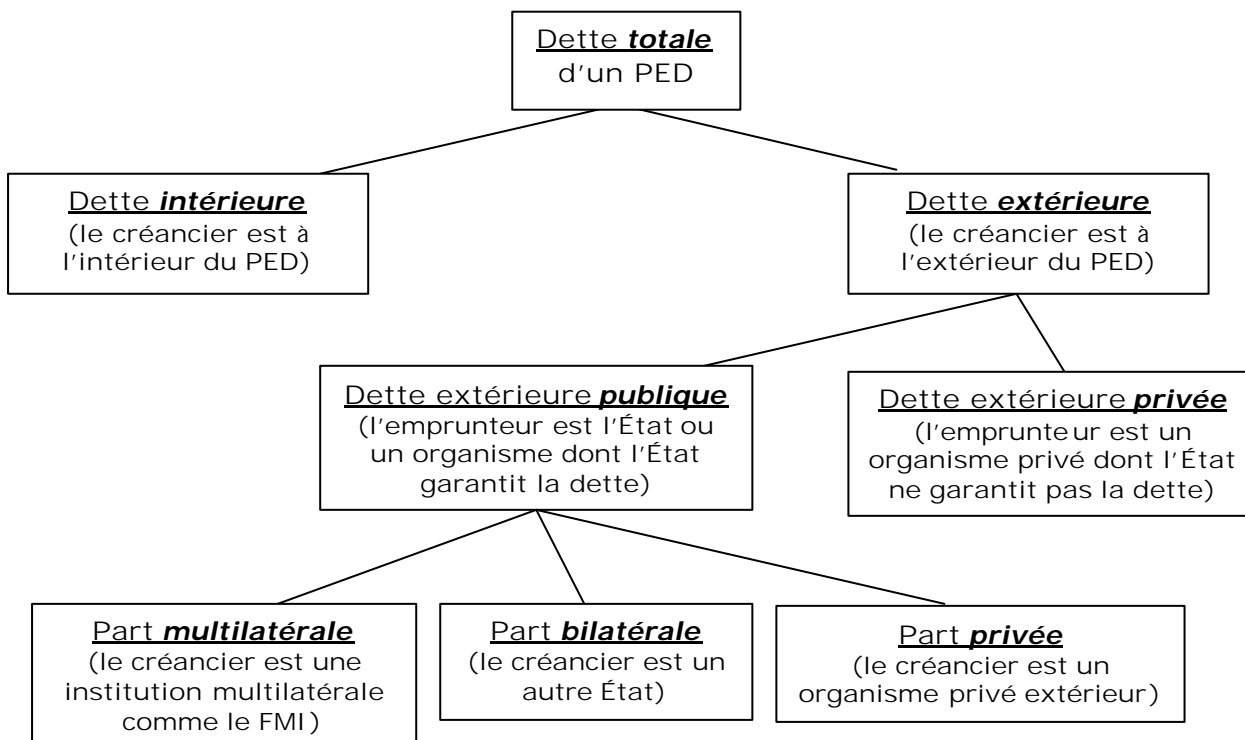 Dette totale
d'un PED
Dette intérieure
(le créancier est à
l'intérieur du PED)
Dette extérieure
(le créancier est à
l'extérieur du PED)
Dette extérieure publique
(l'emprunteur est l'État ou
un organisme dont l'État
garantit la dette)
Dette extérieure privée
(l'emprunteur est un
organisme privé dont l'État
ne garantit pas la dette)
Part multilatérale
(le créancier est une
institution multilatérale
comme le FMI)
Part bilatérale
(le créancier est un
autre État)
Part privée
(le créancier est un
organisme privé extérieur)